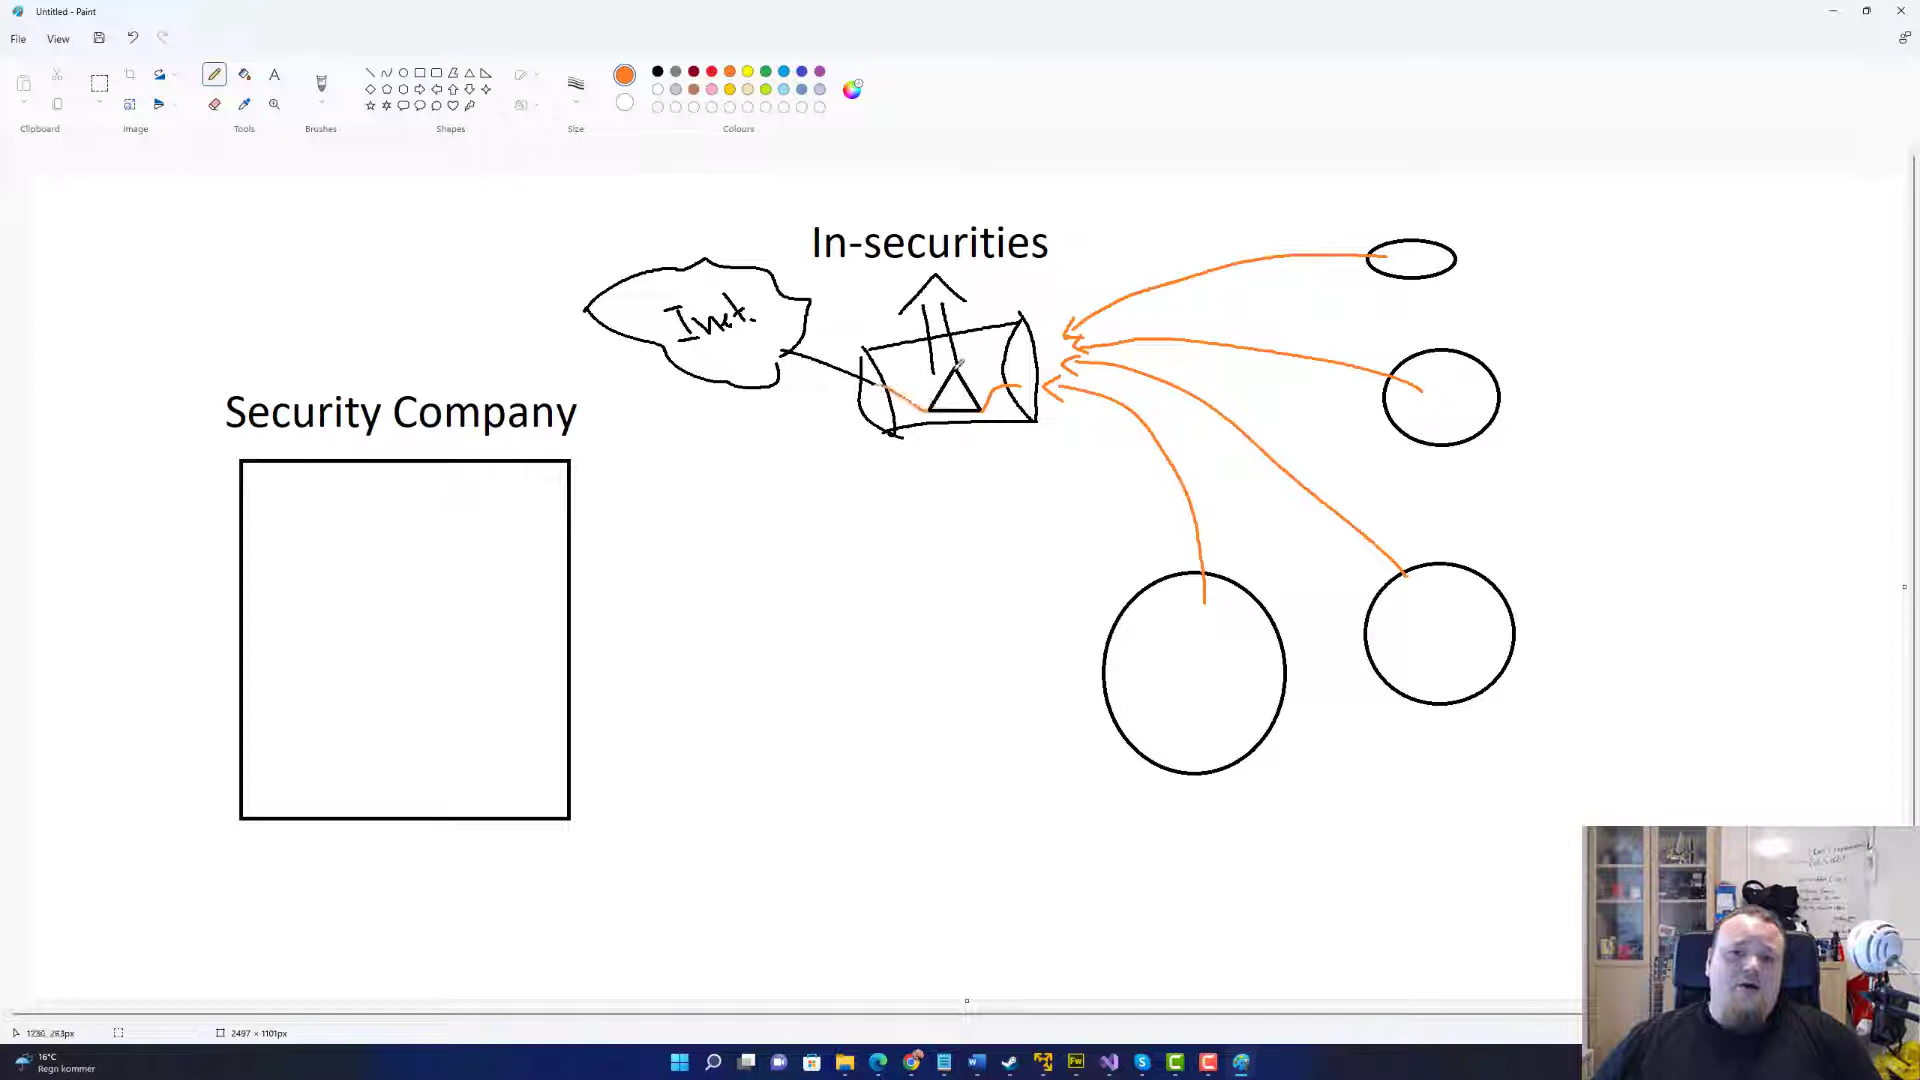 Untitled - Paint
File
View
Clipboard
Image
Tools
Brushes
Shapes
Size
Colours
In-securities
Inet.
Security Company
2497 × 1101px
16°C
Regn kommer